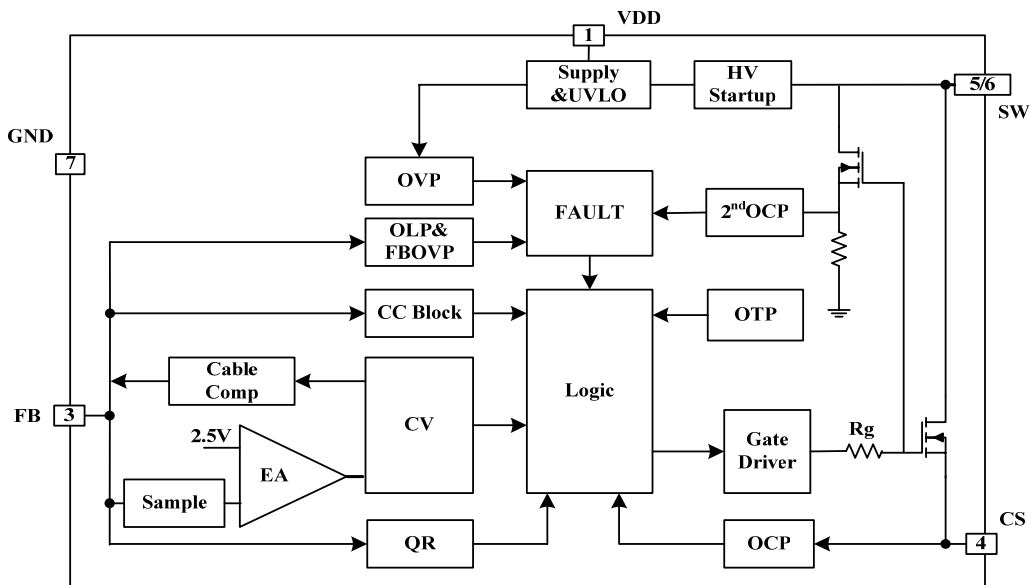 VDD
1
Supply
&UVLO
HV
Startup
5/6
SW
GND
7
OVP
FAULT
2ndOCP
OLP&
FBOVP
CC Block
OTP
Cable
Comp
Logic
FB
3
CV
2.5V
EA
Gate
Driver
Rg
Sample
QR
OCP
CS
4